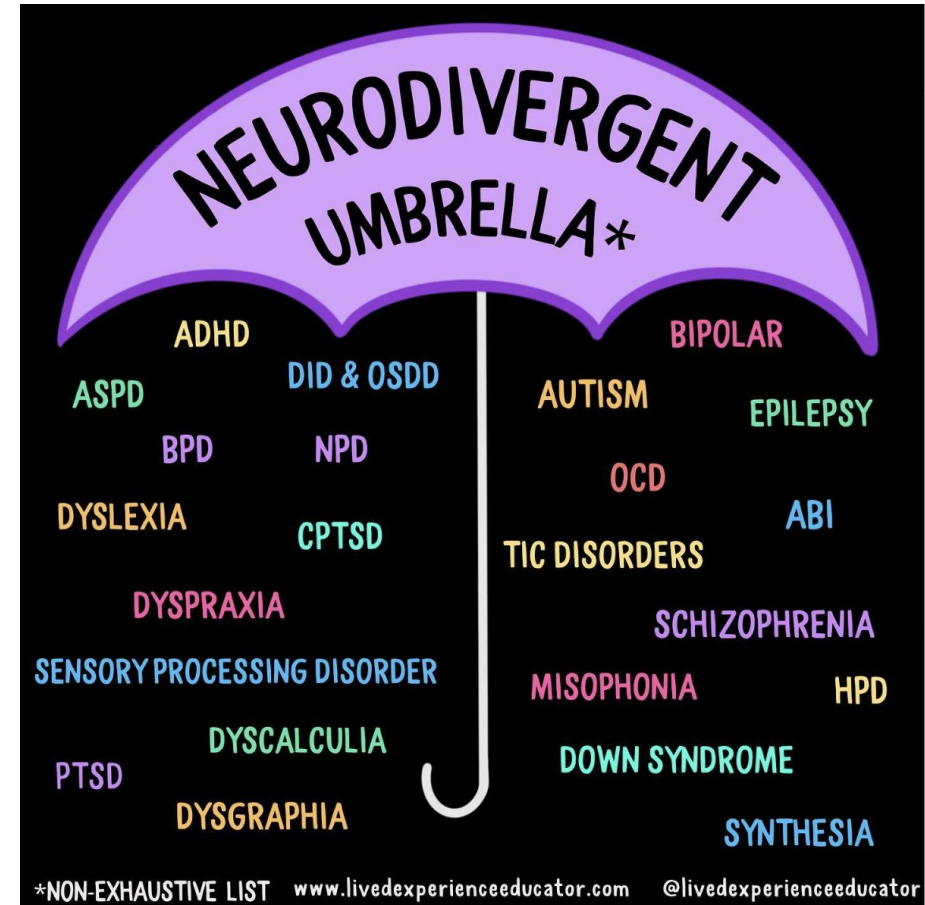 NEURODIVERGENT
UMBRELLA*
ADHD
BIPOLAR
DID & OSDD
ASPD
AUTISM
EPILEPSY
BPD
NPD
OCD
DYSLEXIA
ABI
CPTSD
TIC DISORDERS
DYSPRAXIA
SCHIZOPHRENIA
SENSORY PROCESSING DISORDER
MISOPHONIA
HPD
DYSCALCULIA
DOWN SYNDROME
PTSD
DYSGRAPHIA
SYNTHESIA
*NON-EXHAUSTIVE LIST www.livedexperienceeducator.com @livedexperienceeducator